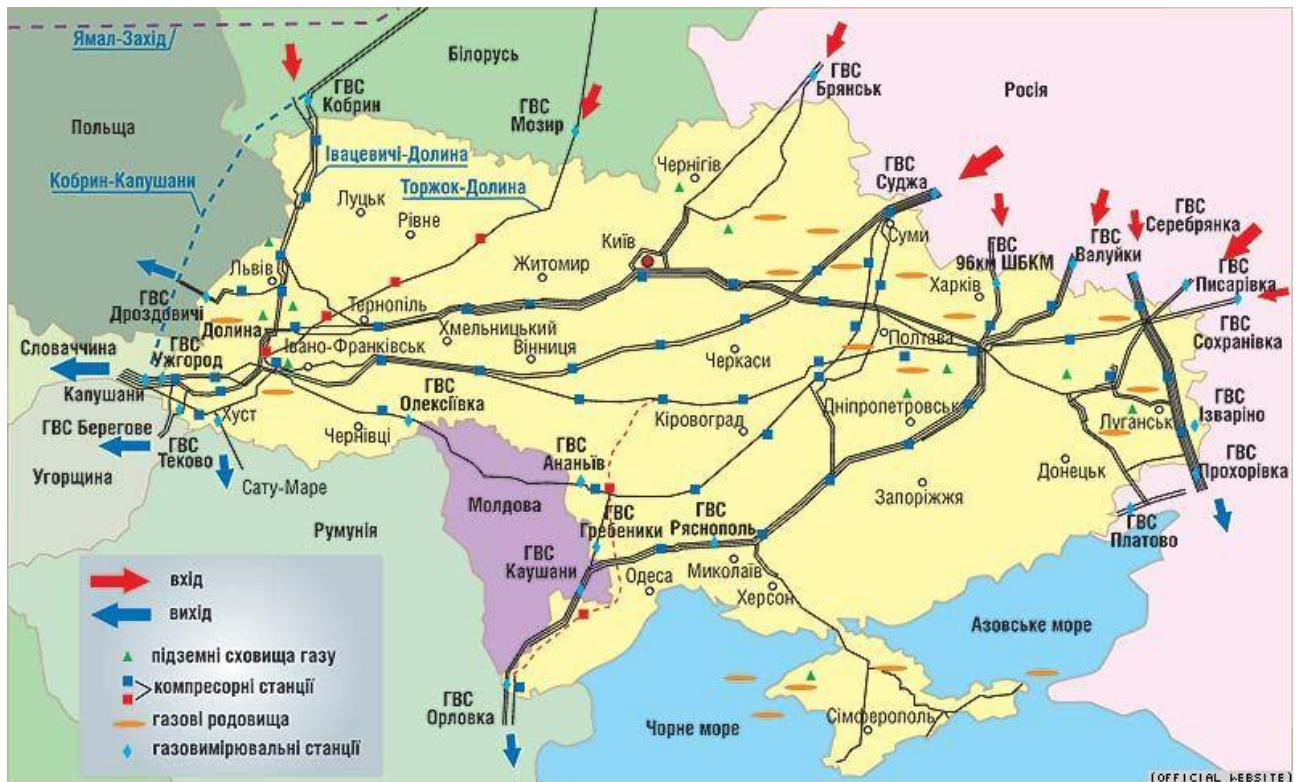 Ямал-Захід
Білорусь
Росія
Польща
ГВС
Кобрин
ГВС
Мозир
ГВС
Брянськ
Івацевичі-Долина
Кобрин-Капушани
Торжок-Долина
Чернігів
ГВС
Суджа
Луцьк
Рівне
Київ
Житомир
Суми
ГВС
96км ШБКМ
ГВС
Валуйки
ГВС
Серебрянка
ГВС
Писарівка
ГВС
Сохранівка
Харків
Львів
ГВС
Дроздовичі
Долина
Тернопіль
Хмельницький
Вінниця
Івано-Франківськ
Черкаси
Полтава
Словаччина
ГВС
Ужгород
Капушани
Хуст
ГВС Берегове
ГВС
Теково
Угорщина
Сату-Маре
Чернівці
ГВС
Олексіївка
Кіровоград
Дніпропетровськ
Луганськ
ГВС
Ізваріно
ГВС
Прохорівка
Донецьк
Запоріжжя
ГВС
Ананьїв
Молдова
Румунія
ГВС
Гребеники
ГВС
Ряснополь
ГВС
Платово
ГВС
Каушани
Одеса
Миколаїв
Херсон
Азовське море
ГВС
Орловка
Чорне море
Сімферополь
вхід
вихід
підземні сховища газу
компресорні станції
газові родовища
газовимірювальні станції
(OFFICIAL WEBSITE)